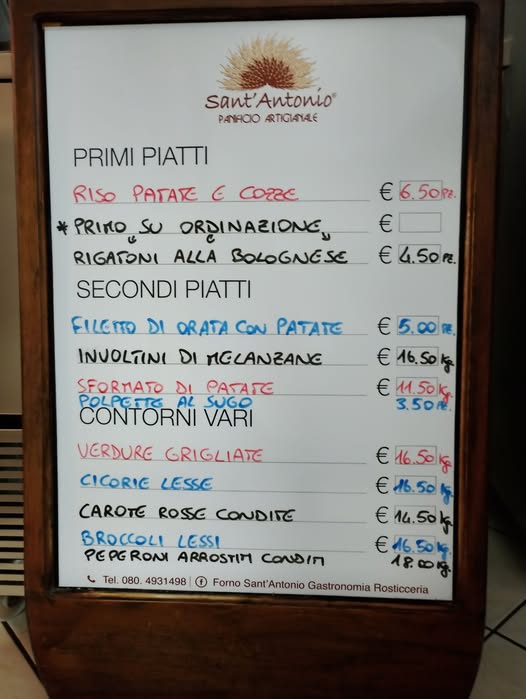 Sant'Antonio®
PANIFICIO ARTIGIANALE
PRIMI PIATTI
RISO PATATE E COZZE € 6.50 PZ.
* PRIMO SU ORDINAZIONE €
RIGATONI ALLA BOLOGNESE € 4.50 PZ.
SECONDI PIATTI
FILETTO DI ORATA CON PATATE € 5.00 PZ.
INVOLTINI DI MELANZANE € 16.50 kg
SFORMATO DI PATATE € 11.50 kg
POLPETTE AL SUGO 3.50 PZ.
CONTORNI VARI
VERDURE GRIGLIATE € 16.50 kg
CICORIE LESSE € 16.50 kg
CAROTE ROSSE CONDITE € 14.50 kg
BROCCOLI LESSI € 16.50 kg
PEPERONI ARROSTITI CONDITI 18.00 kg
Tel. 080. 4931498 | Forno Sant'Antonio Gastronomia Rosticceria